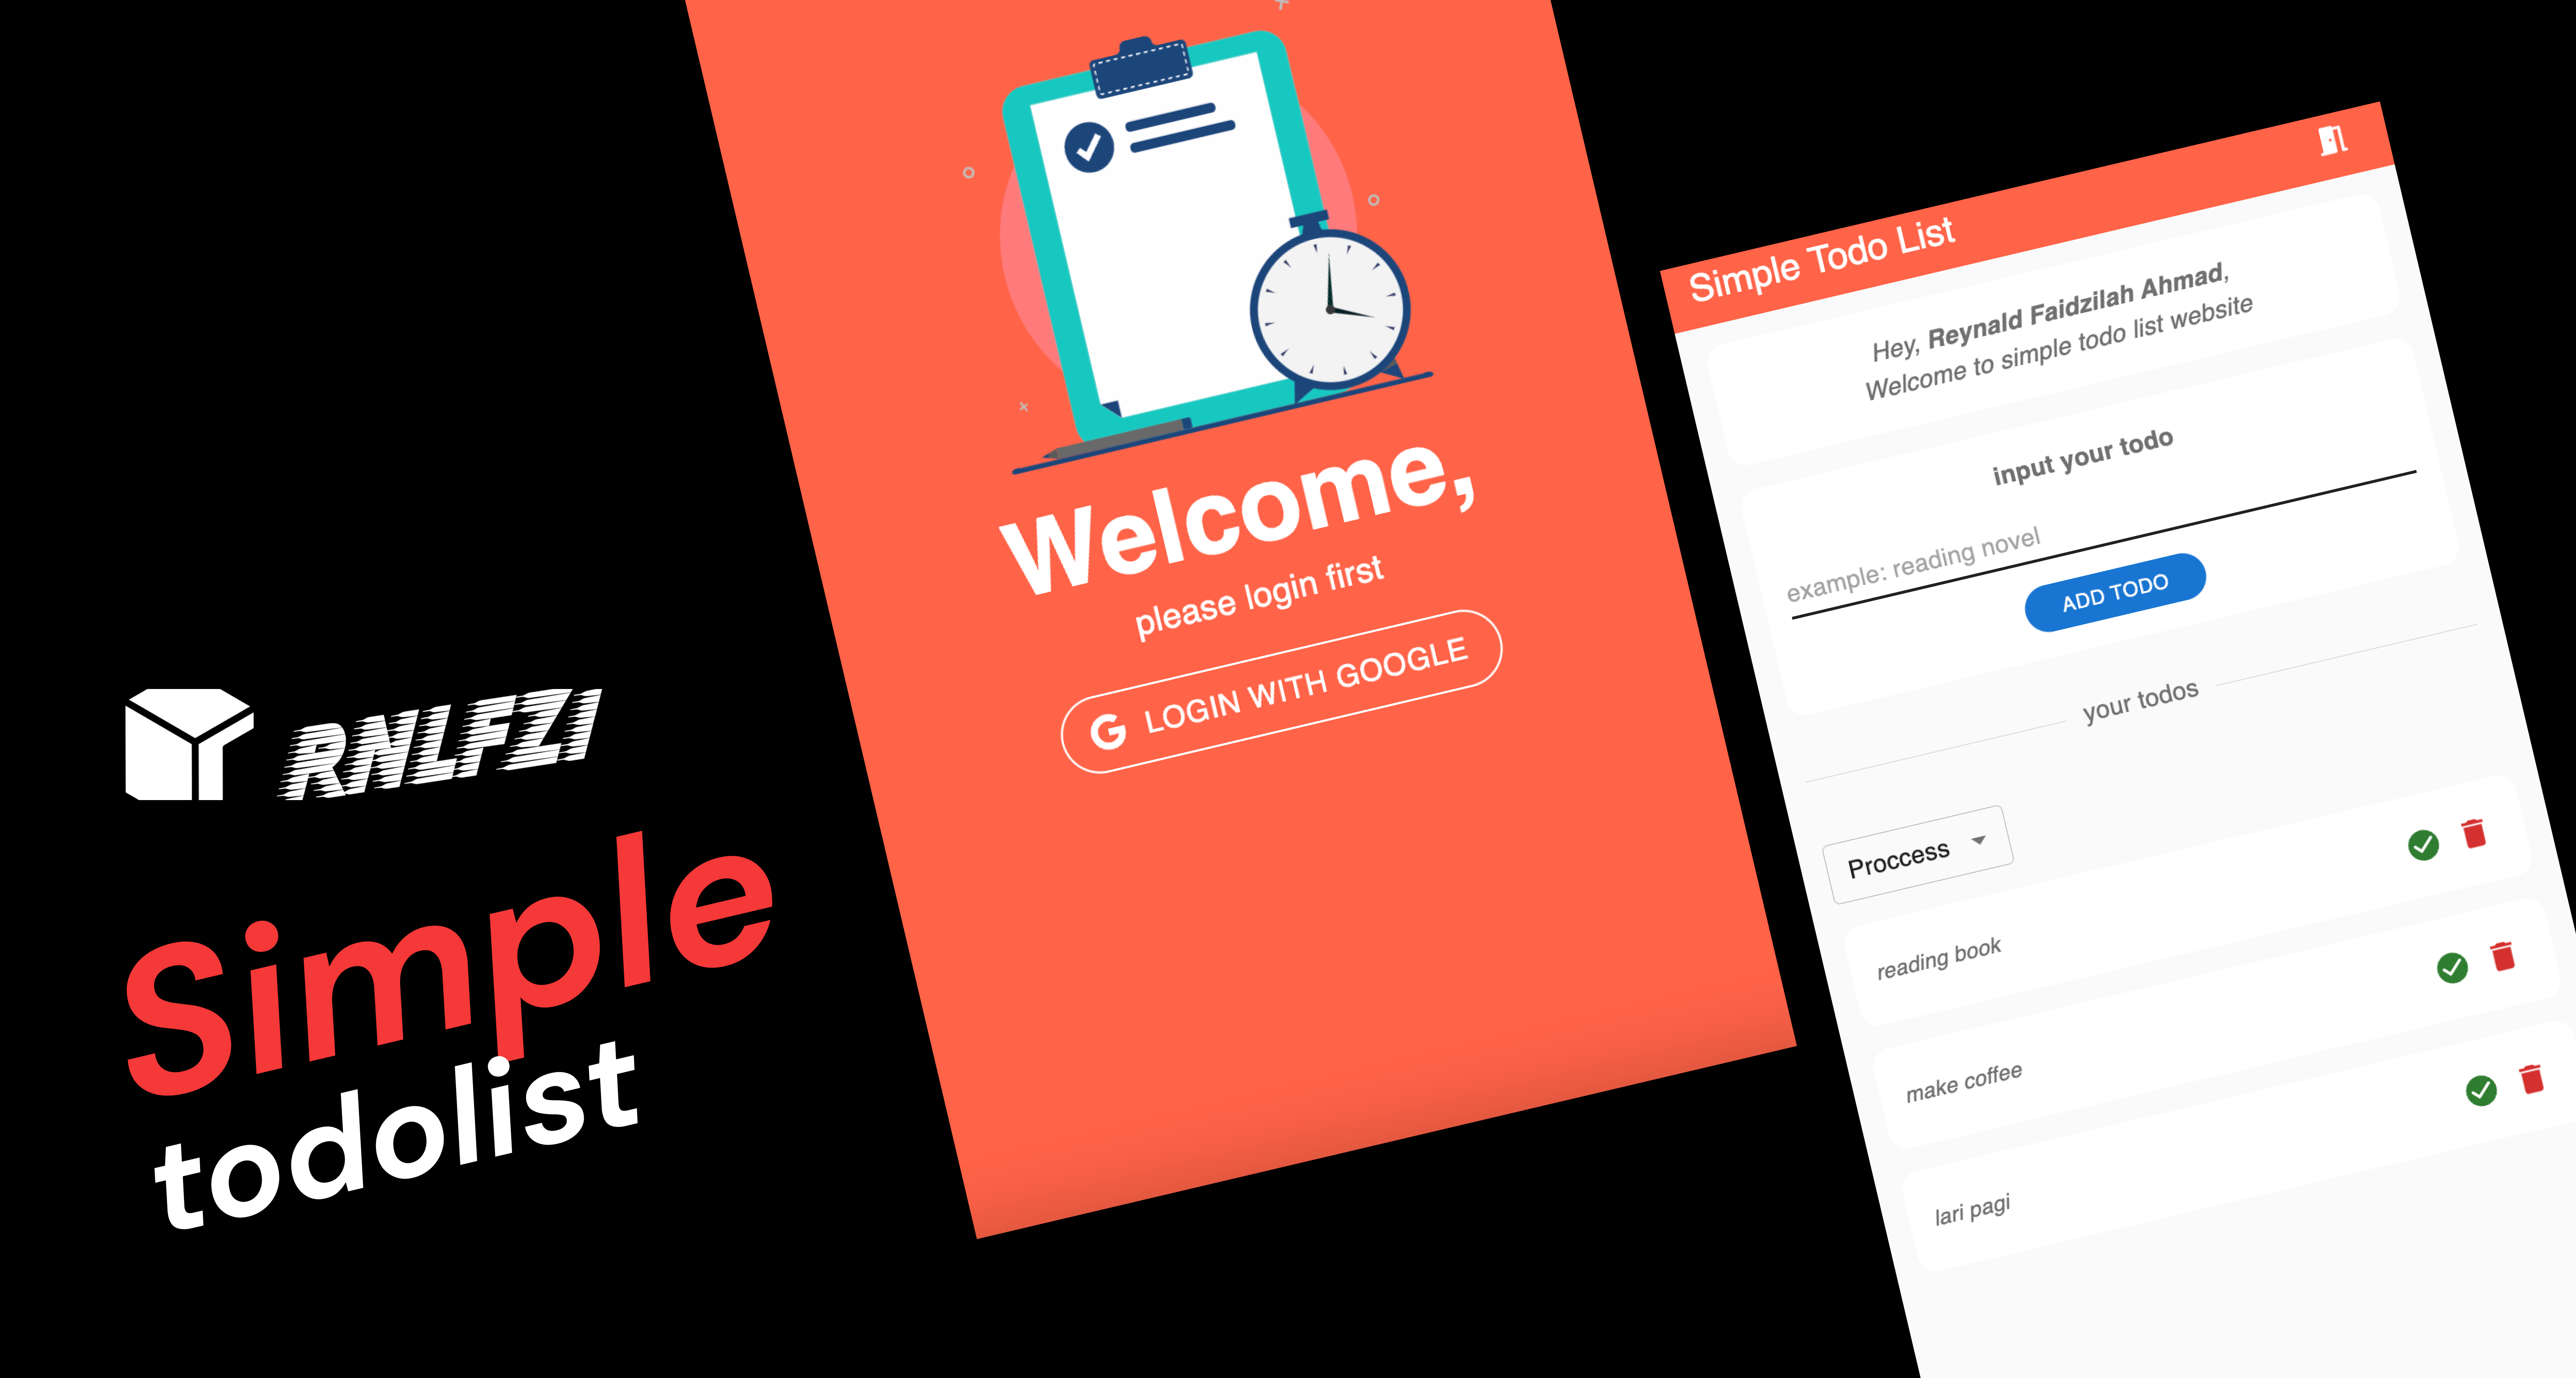 RNLFZI
Simple
todolist
Welcome,
please login first
LOGIN WITH GOOGLE
Simple Todo List
Hey, Reynald Faidzilah Ahmad,
Welcome to simple todo list website
input your todo
example: reading novel
ADD TODO
your todos
Proccess
reading book
make coffee
lari pagi